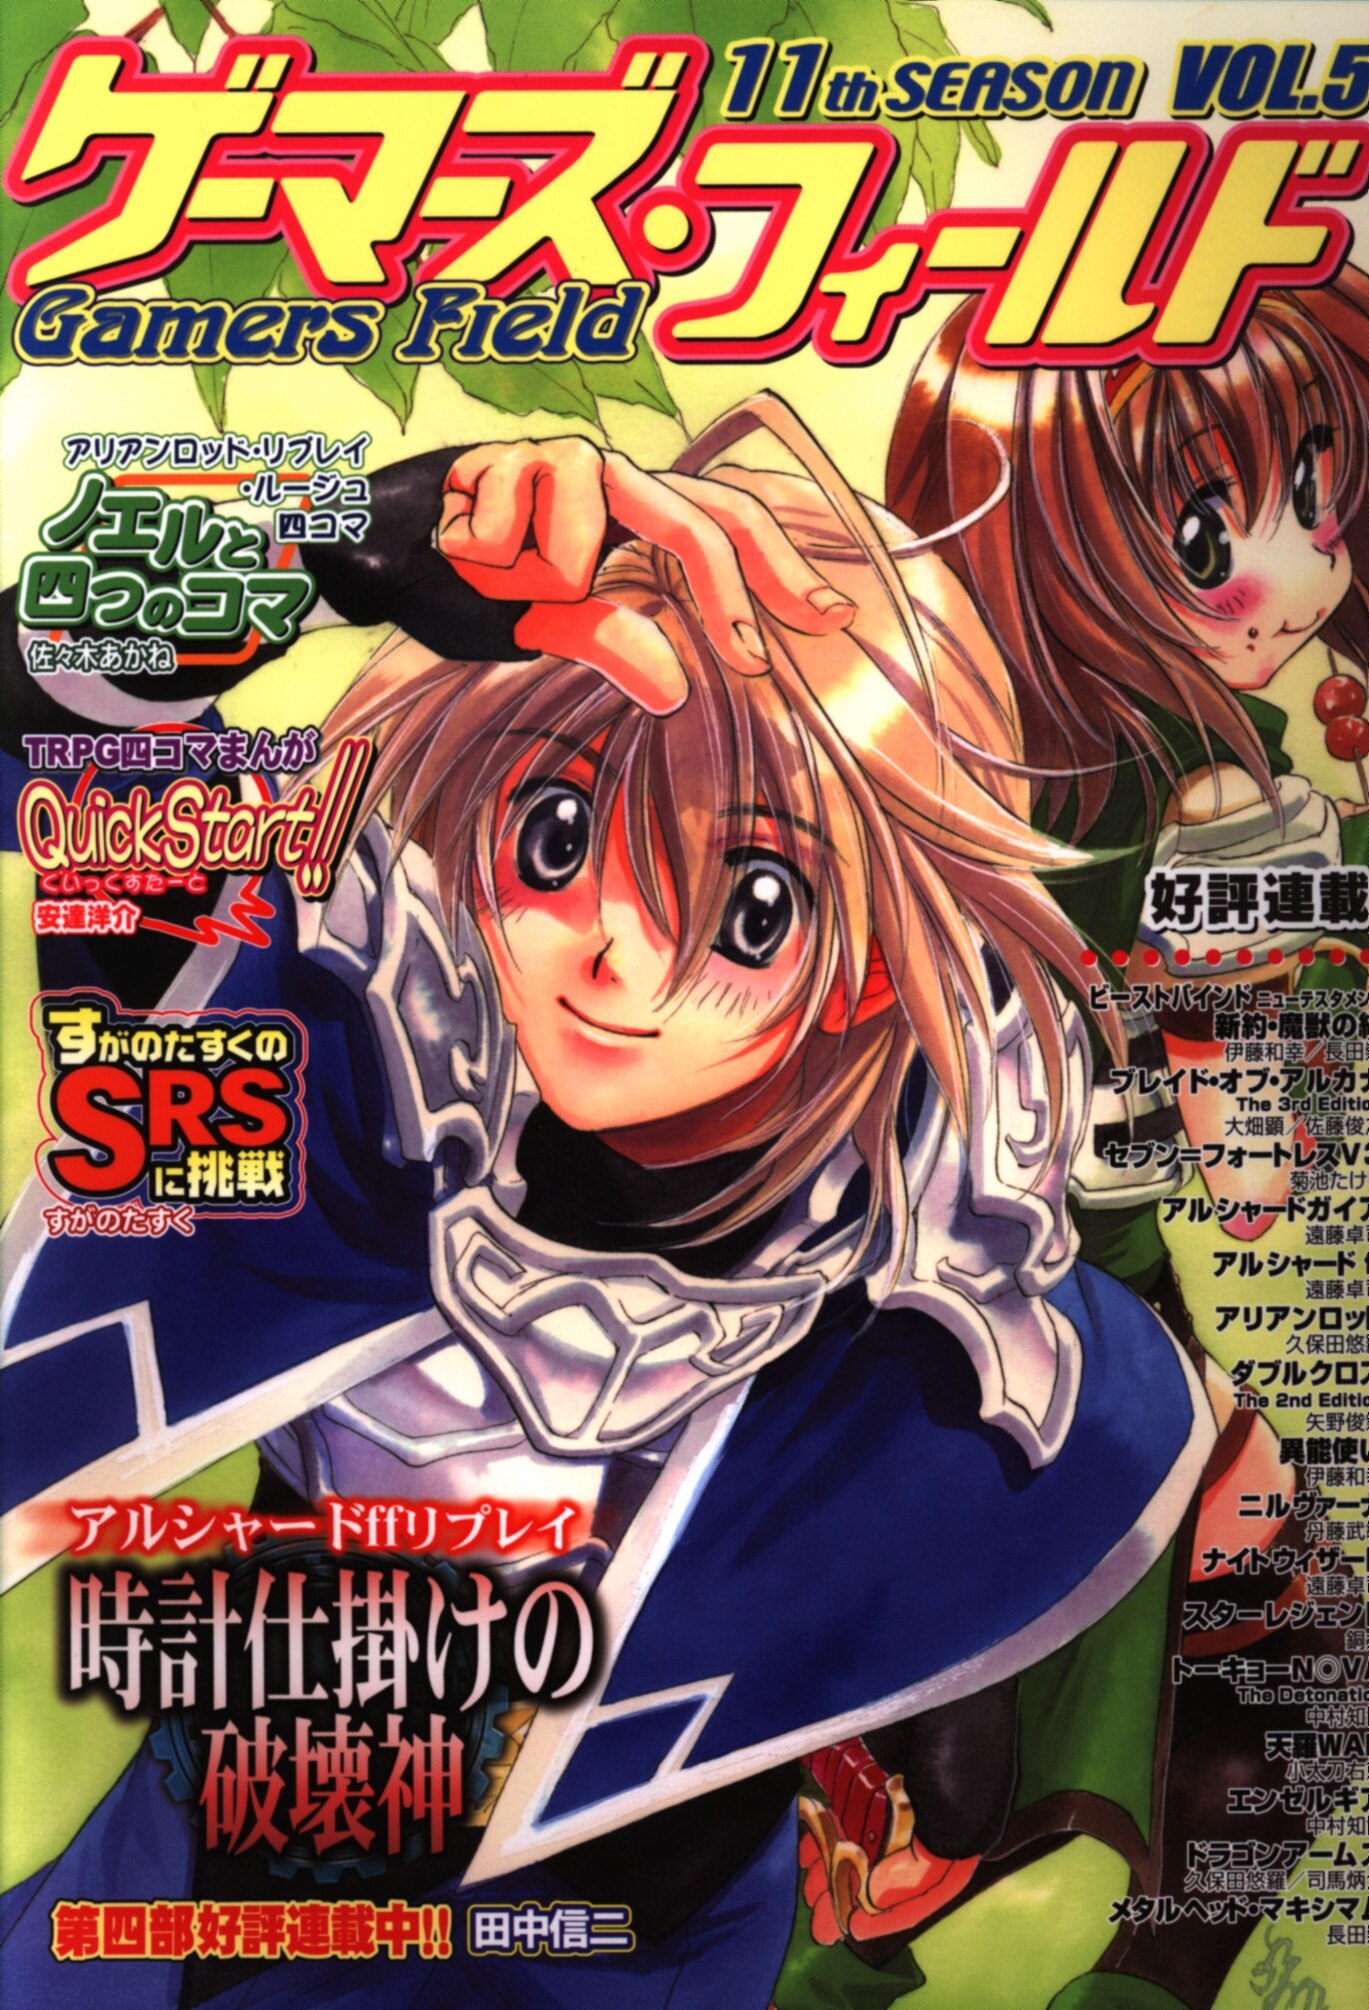 11th SEASON VOL.5
ゲーマーズ・フィールド
Gamers Field
アリアンロッド・リプレイ
・ルージュ
四コマ
ノエルと
四つのコマ
佐々木あかね
TRPG四コマまんが
QuickStart!!
くいっくすたーと
安達洋介
すがのたすくの
SRS
に挑戦
すがのたすく
アルシャードffリプレイ
時計仕掛けの
破壊神
第四部好評連載中!! 田中信二
好評連載
ビーストバインド ニューテスタメ
新約・魔獣の
伊藤和幸/長田
ブレイド・オブ・アルカナ
The 3rd Editio
大畑顕/佐藤俊
セブン=フォートレスV3
菊池たけ
アルシャードガイ
遠藤卓
アルシャード
遠藤卓
アリアンロッ
久保田悠
ダブルクロス
The 2nd Editio
矢野俊
異能使い
伊藤和
ニルヴァー
丹藤武
ナイトウィザー
遠藤卓
スターレジェン
銅
トーキョーN◎VA
The Detonatio
中村知
天羅WA
小太刀右
エンゼルギア
中村知
ドラゴンアームズ
久保田悠羅/司馬炳
メタルヘッド・マキシマム
長田